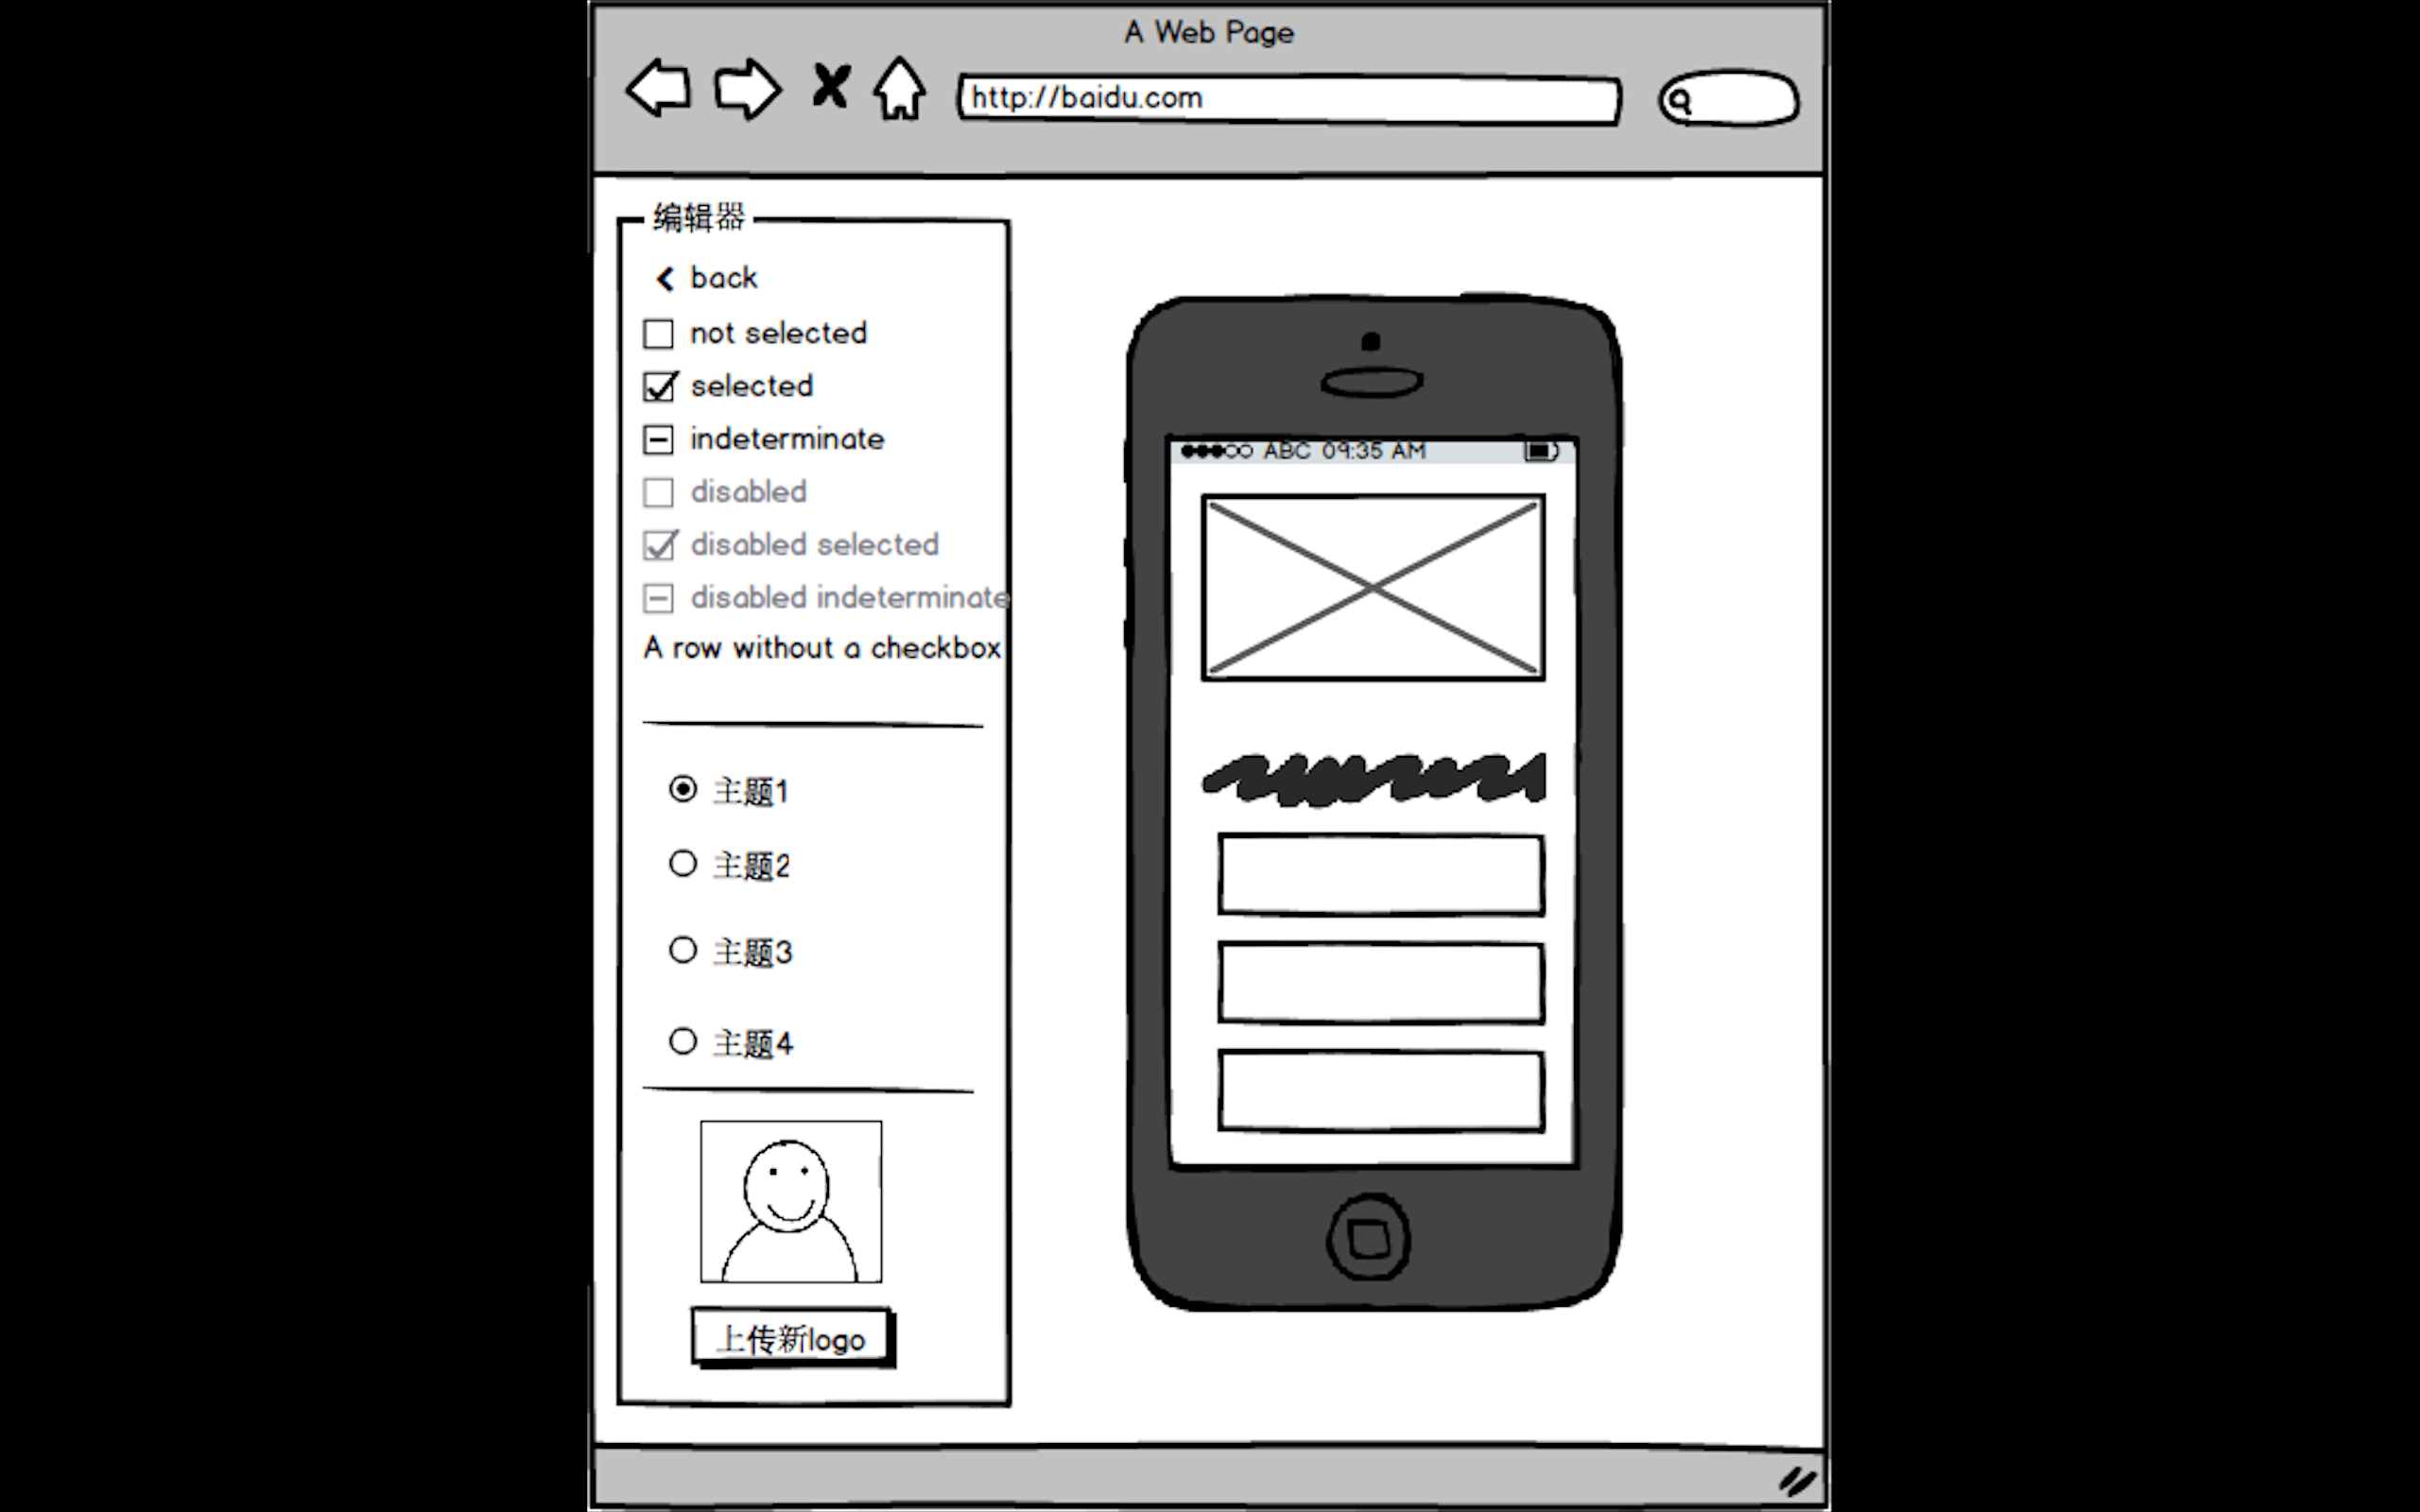 A Web Page
http://baidu.com
编辑器
back
not selected
selected
indeterminate
disabled
disabled selected
disabled indeterminate
A row without a checkbox
主题1
主题2
主题3
主题4
上传新logo
ABC 09:35 AM